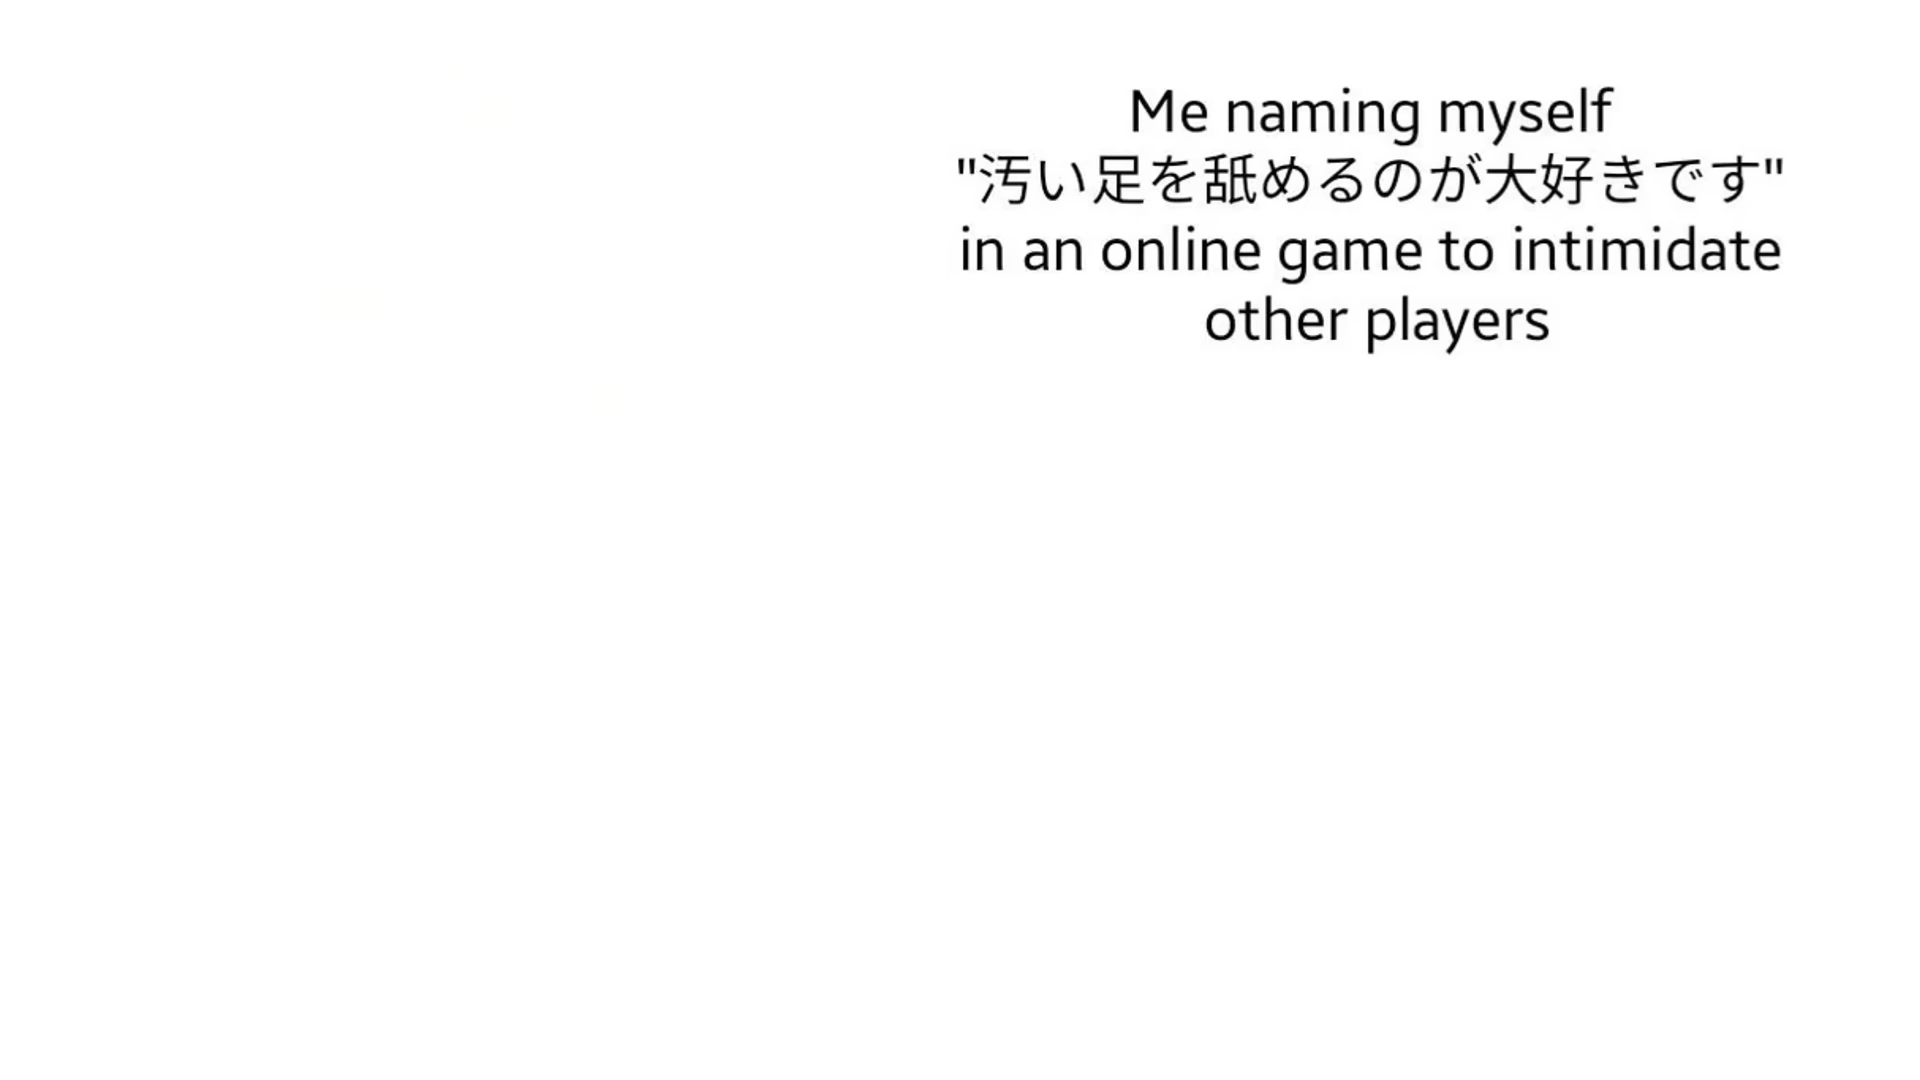 Me naming myself
"汚い足を舐めるのが大好きです"
in an online game to intimidate
other players